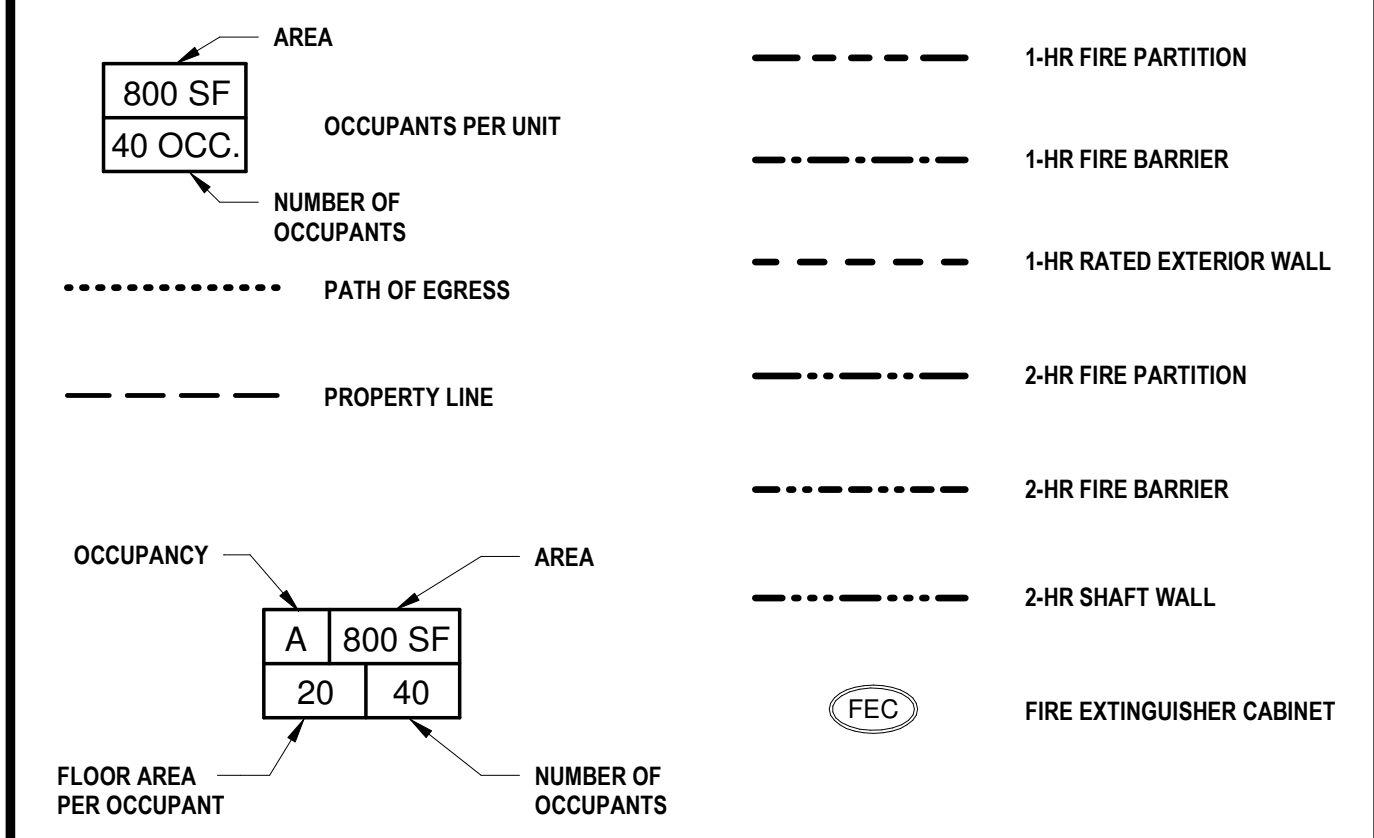 AREA
800 SF
40 OCC.
OCCUPANTS PER UNIT
NUMBER OF
OCCUPANTS
PATH OF EGRESS
PROPERTY LINE
OCCUPANCY
AREA
A 800 SF
20 40
FLOOR AREA
PER OCCUPANT
NUMBER OF
OCCUPANTS
1-HR FIRE PARTITION
1-HR FIRE BARRIER
1-HR RATED EXTERIOR WALL
2-HR FIRE PARTITION
2-HR FIRE BARRIER
2-HR SHAFT WALL
FEC FIRE EXTINGUISHER CABINET